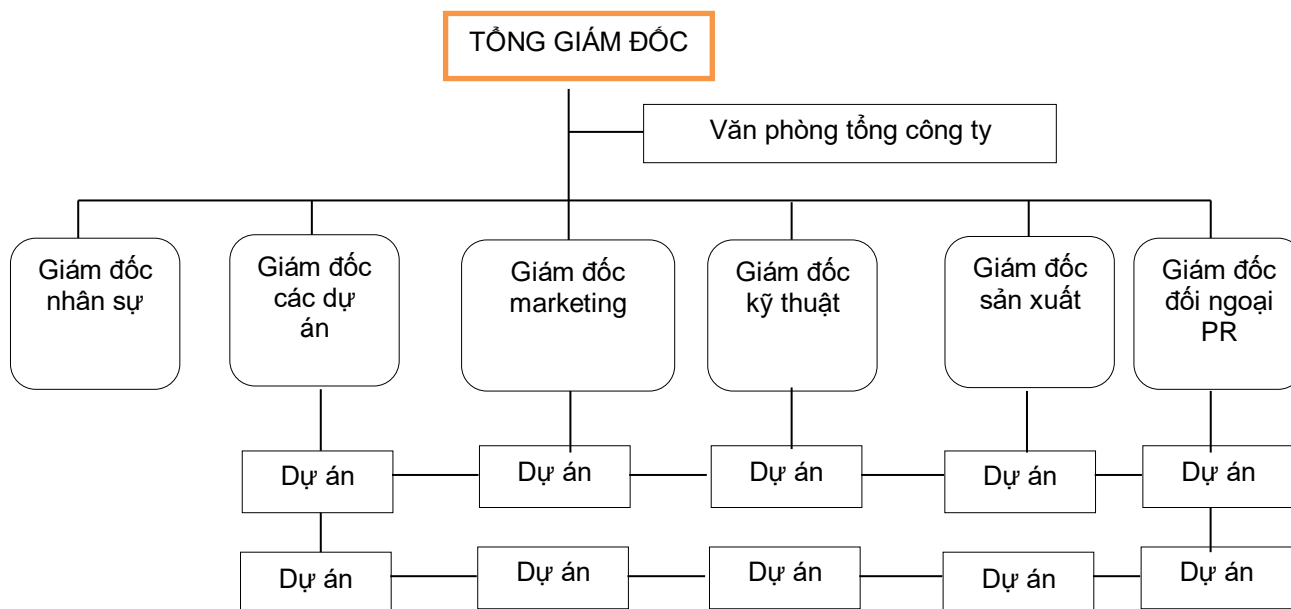 TỔNG GIÁM ĐỐC
Văn phòng tổng công ty
Giám đốc
nhân sự
Giám đốc
các dự
án
Giám đốc
marketing
Giám đốc
kỹ thuật
Giám đốc
sản xuất
Giám đốc
đối ngoại
PR
Dự án
Dự án
Dự án
Dự án
Dự án
Dự án
Dự án
Dự án
Dự án
Dự án